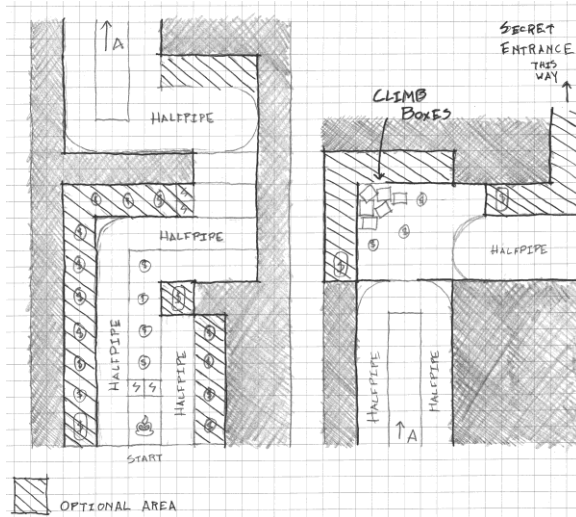 A
SECRET
ENTRANCE
THIS
WAY
CLIMB
BOXES
HALFPIPE
HALFPIPE
HALFPIPE
HALFPIPE
HALFPIPE
HALFPIPE
HALFPIPE
A
START
OPTIONAL AREA